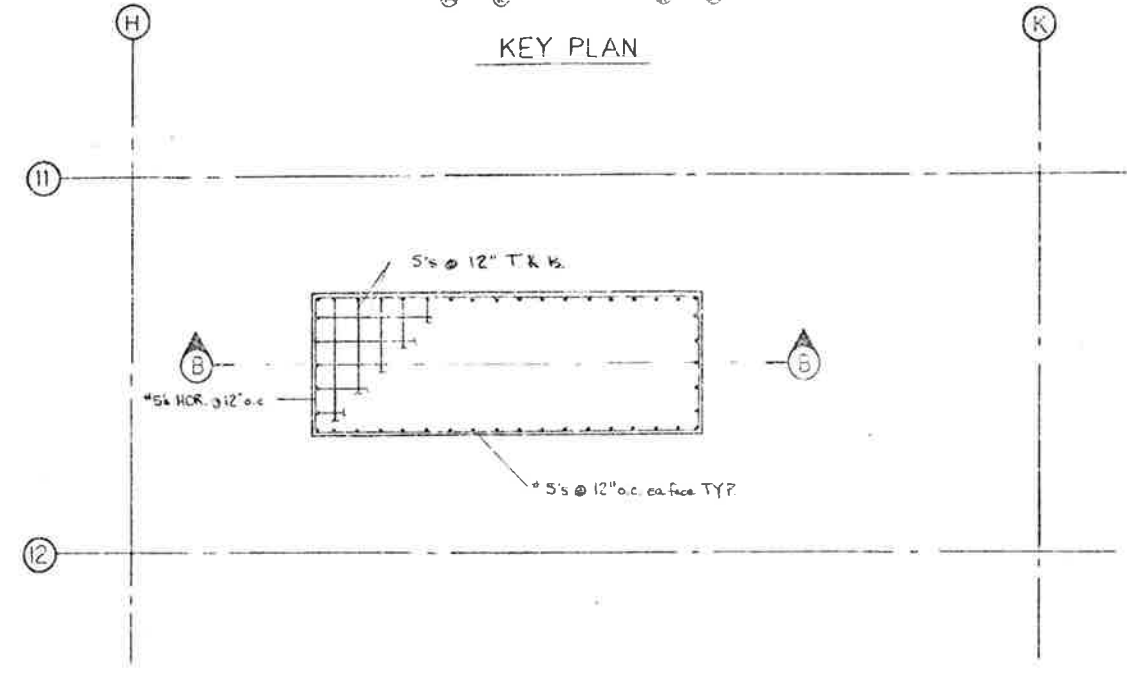 H
K
KEY PLAN
11
5's @ 12" T & B.
B
B
#5's HOR. @ 12" o.c
#5's @ 12" o.c. ea face TYP.
12